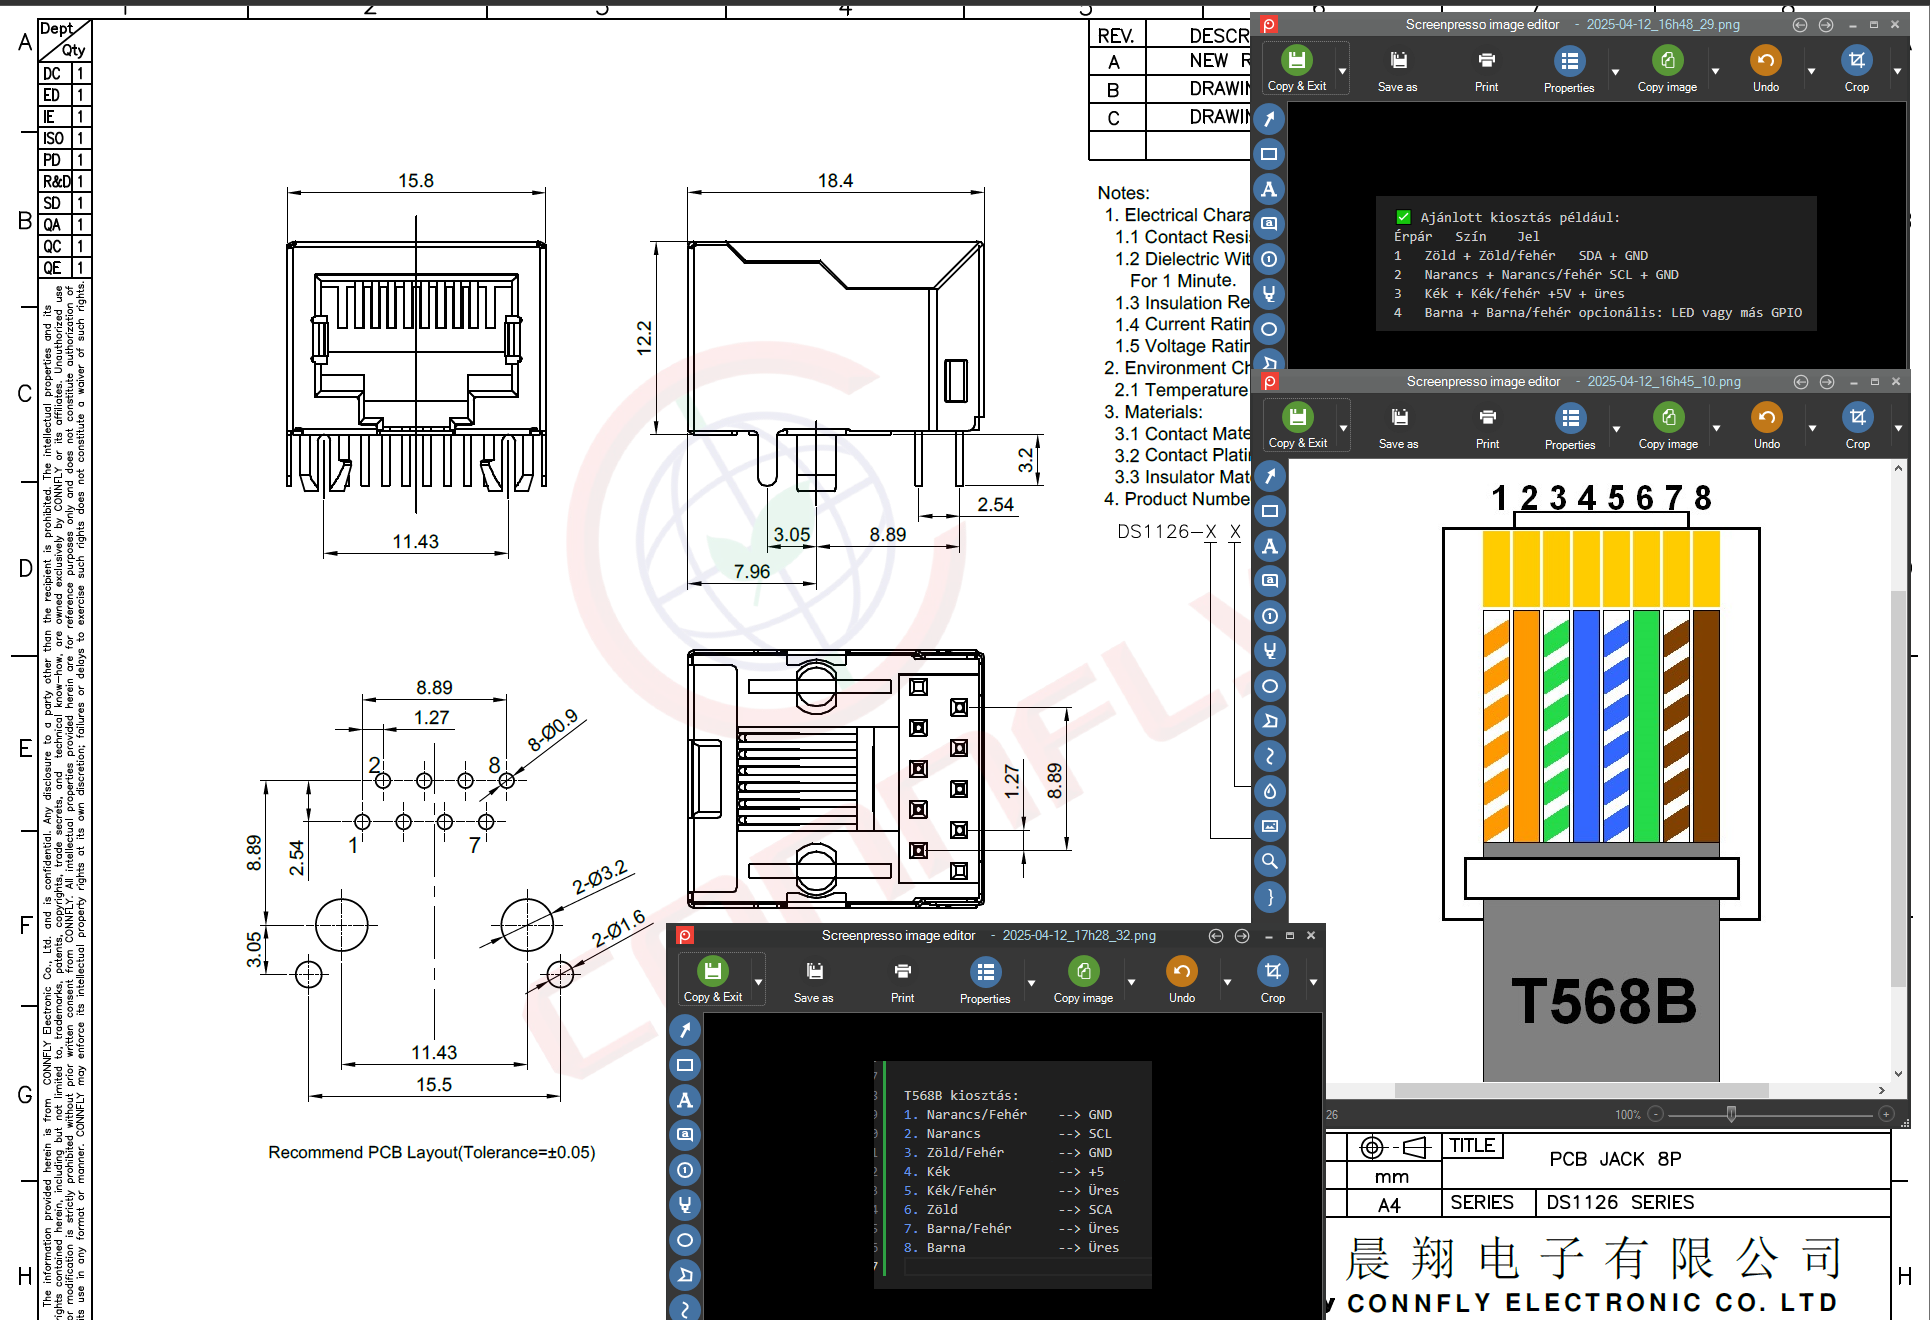 1 2 3 4 5 6 7 8
A
B
C
D
E
F
G
H
Dept
Qty
DC 1
ED 1
IE 1
ISO 1
PD 1
R&D 1
SD 1
QA 1
QC 1
QE 1
The information provided herein is from CONNFLY Electronic Co., Ltd. and is confidential. Any disclosure to a party other than the recipient is prohibited. The intellectual properties and its
rights contained herein, including but not limited to, trademarks, patents, copyrights, trade secrets, and technical know-how, are owned exclusively by CONNFLY or its affiliates. Unauthorized use
or modification is strictly prohibited without prior written consent from CONNFLY. All intellectual property provided here are for reference purposes only and does not constitute authorization of
its use in any format or manner. CONNFLY may enforce its intellectual property rights at its own discretion; failures or delays to exercise such rights does not constitute a waiver of such rights.
15.8
11.43
18.4
12.2
3.2
2.54
3.05
8.89
7.96
8.89
1.27
8-Ø0.9
2
8
1
7
8.89
2.54
3.05
2-Ø3.2
2-Ø1.6
11.43
15.5
Recommend PCB Layout(Tolerance=±0.05)
1.27
8.89
CONNFLY
REV. DESCR
A NEW R
B DRAWIN
C DRAWIN
Notes:
1. Electrical Chara
1.1 Contact Resi
1.2 Dielectric Wit
For 1 Minute.
1.3 Insulation Re
1.4 Current Ratin
1.5 Voltage Ratin
2. Environment Ch
2.1 Temperature
3. Materials:
3.1 Contact Mate
3.2 Contact Plati
3.3 Insulator Mat
4. Product Numbe
DS1126-X X
Screenpresso image editor - 2025-04-12_16h48_29.png
Copy & Exit Save as Print Properties Copy image Undo Crop
✅ Ajánlott kiosztás például:
Érpár Szín Jel
1 Zöld + Zöld/fehér SDA + GND
2 Narancs + Narancs/fehér SCL + GND
3 Kék + Kék/fehér +5V + üres
4 Barna + Barna/fehér opcionális: LED vagy más GPIO
Screenpresso image editor - 2025-04-12_16h45_10.png
Copy & Exit Save as Print Properties Copy image Undo Crop
1 2 3 4 5 6 7 8
T568B
26
100%
Screenpresso image editor - 2025-04-12_17h28_32.png
Copy & Exit Save as Print Properties Copy image Undo Crop
T568B kiosztás:
1. Narancs/Fehér --> GND
2. Narancs --> SCL
3. Zöld/Fehér --> GND
4. Kék --> +5
5. Kék/Fehér --> Üres
6. Zöld --> SCA
7. Barna/Fehér --> Üres
8. Barna --> Üres
mm
A4
TITLE
PCB JACK 8P
SERIES DS1126 SERIES
晨翔电子有限公司
y CONNFLY ELECTRONIC CO. LTD
H